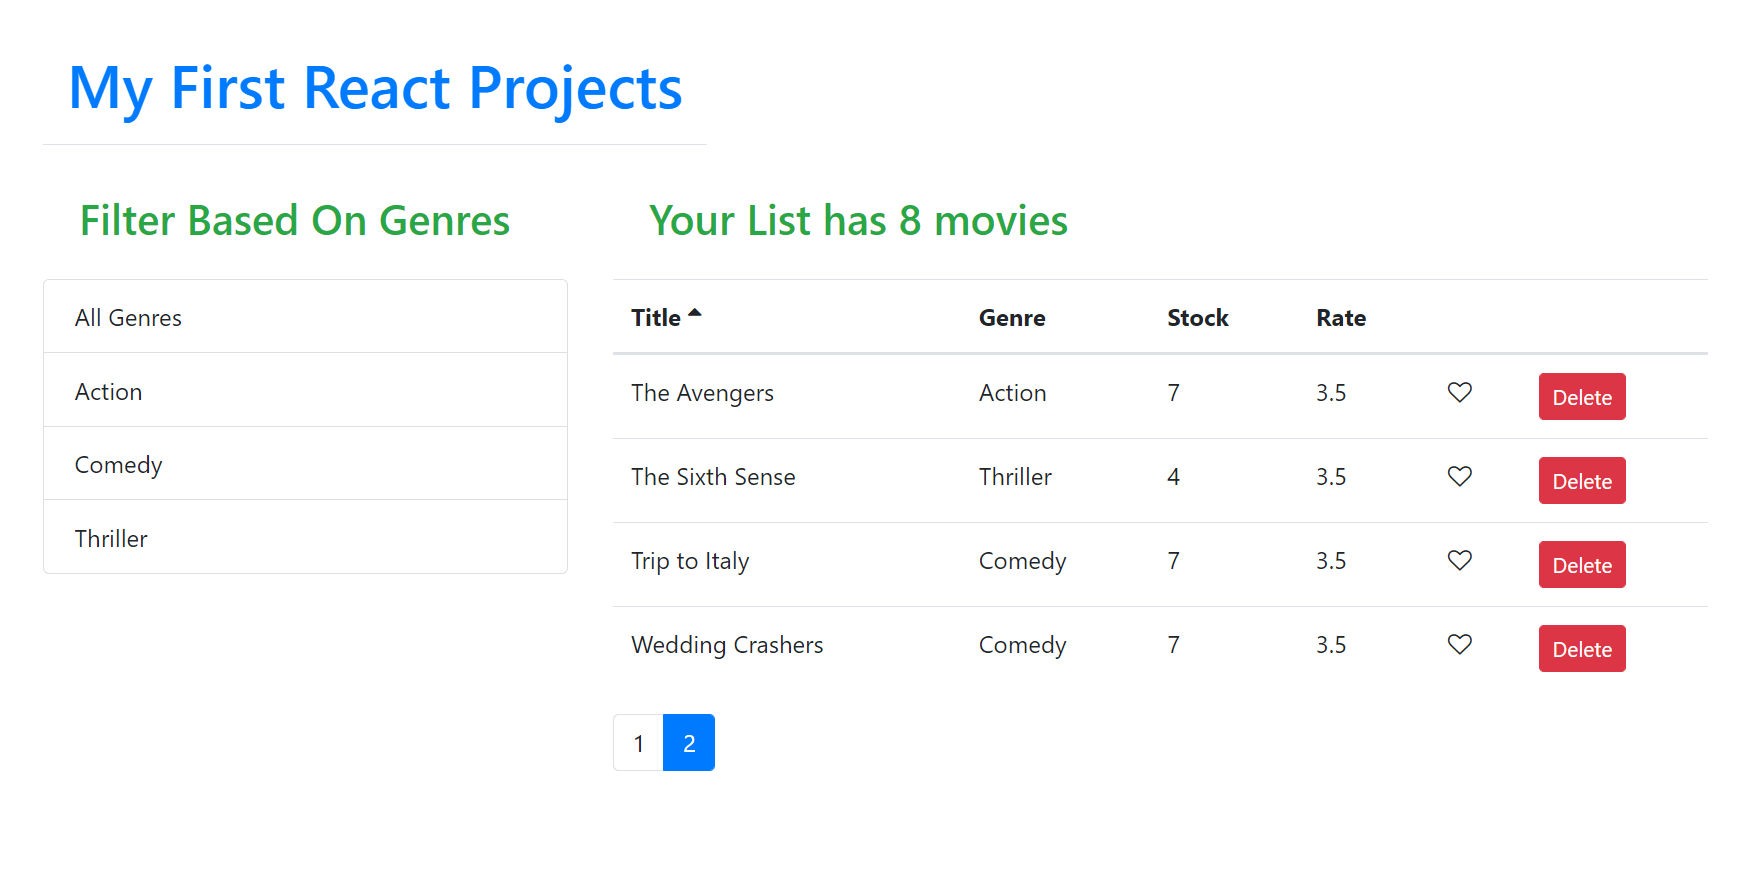 My First React Projects
Filter Based On Genres
All Genres
Action
Comedy
Thriller
Your List has 8 movies
Title Genre Stock Rate
The Avengers Action 7 3.5 Delete
The Sixth Sense Thriller 4 3.5 Delete
Trip to Italy Comedy 7 3.5 Delete
Wedding Crashers Comedy 7 3.5 Delete
1 2